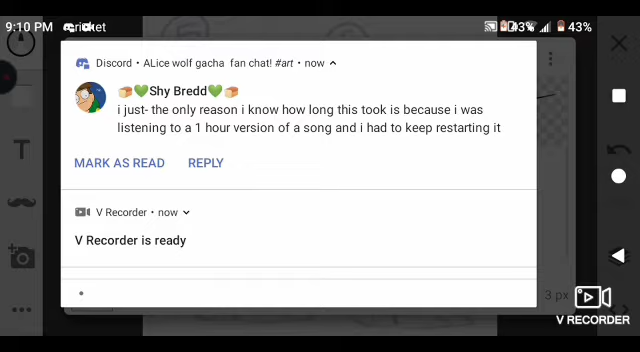 9:10 PM
43%
Discord • ALice wolf gacha fan chat! #art • now
🍞💚Shy Bredd💚🍞
i just- the only reason i know how long this took is because i was
listening to a 1 hour version of a song and i had to keep restarting it
MARK AS READ REPLY
V Recorder • now
V Recorder is ready
3 px
V RECORDER